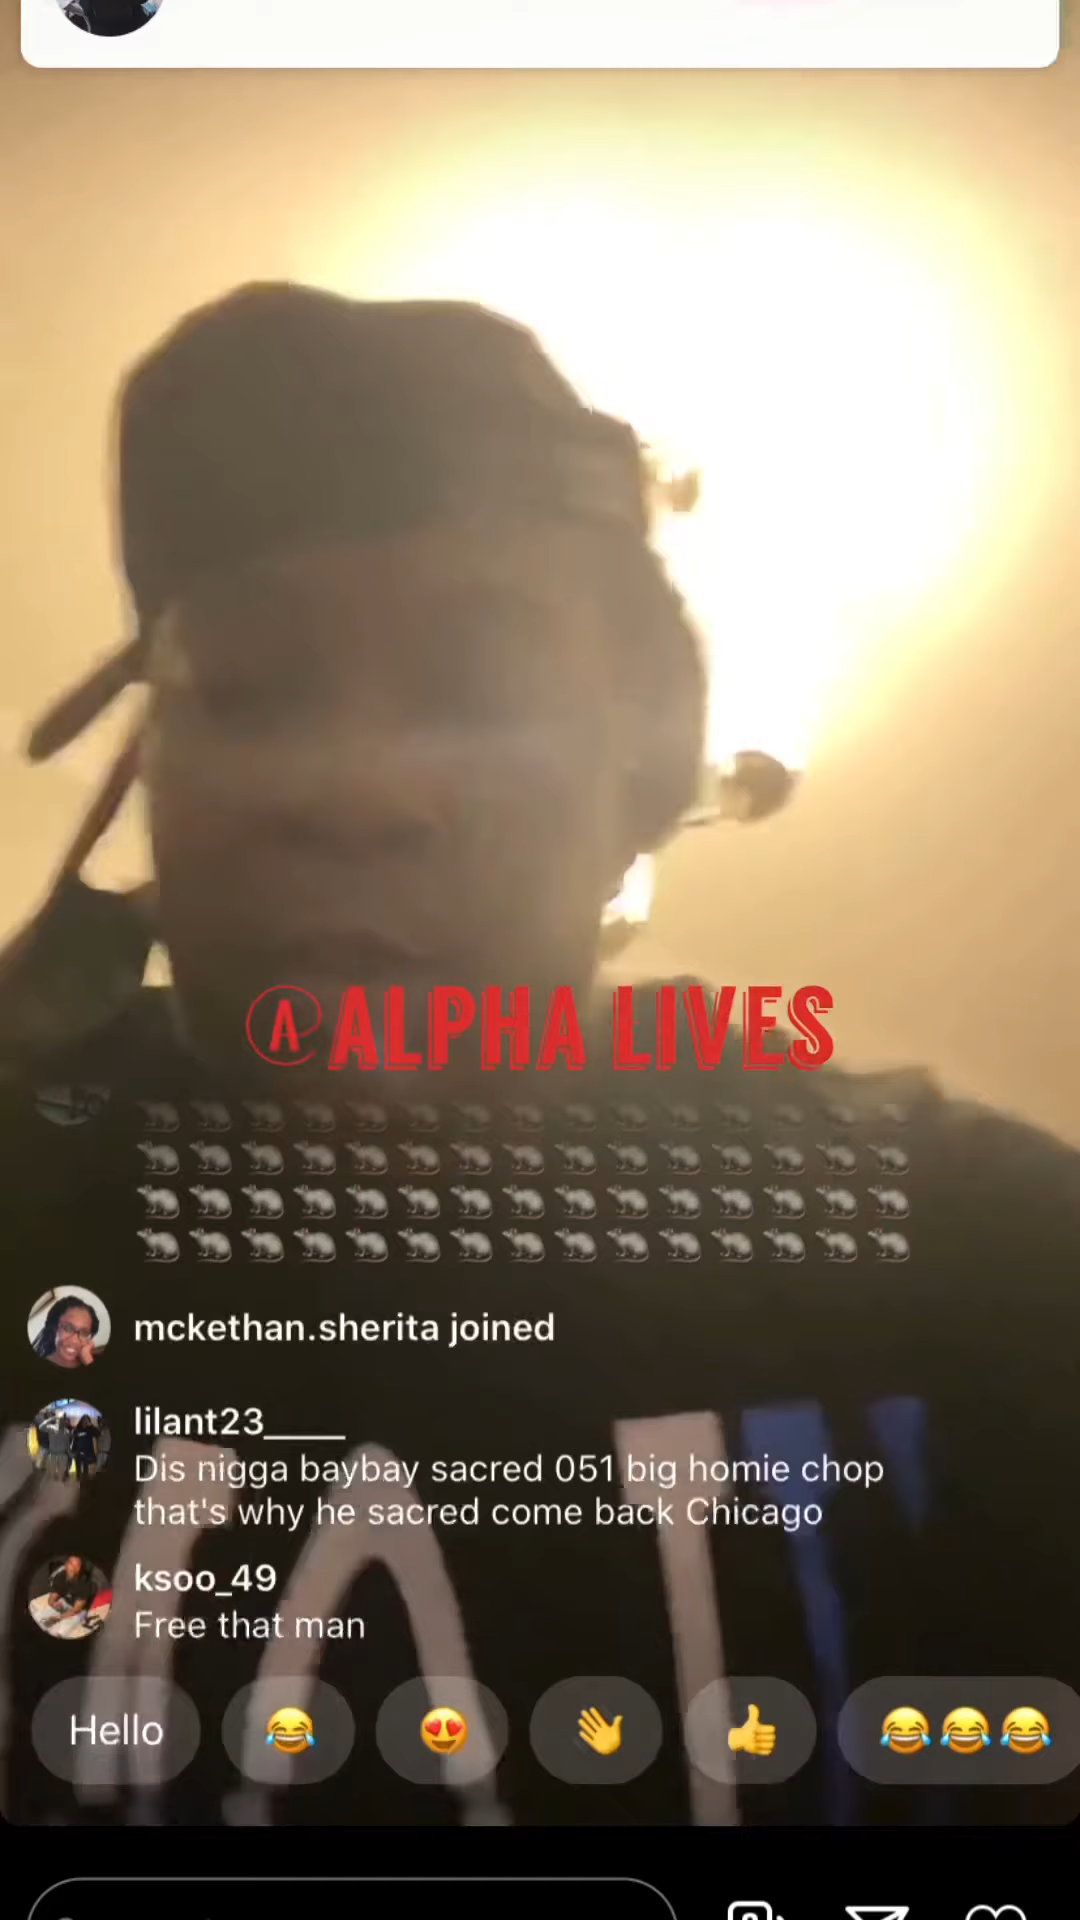 @ALPHA LIVES
mckethan.sherita joined
lilant23_____
Dis nigga baybay sacred 051 big homie chop
that's why he sacred come back Chicago
ksoo_49
Free that man
Hello